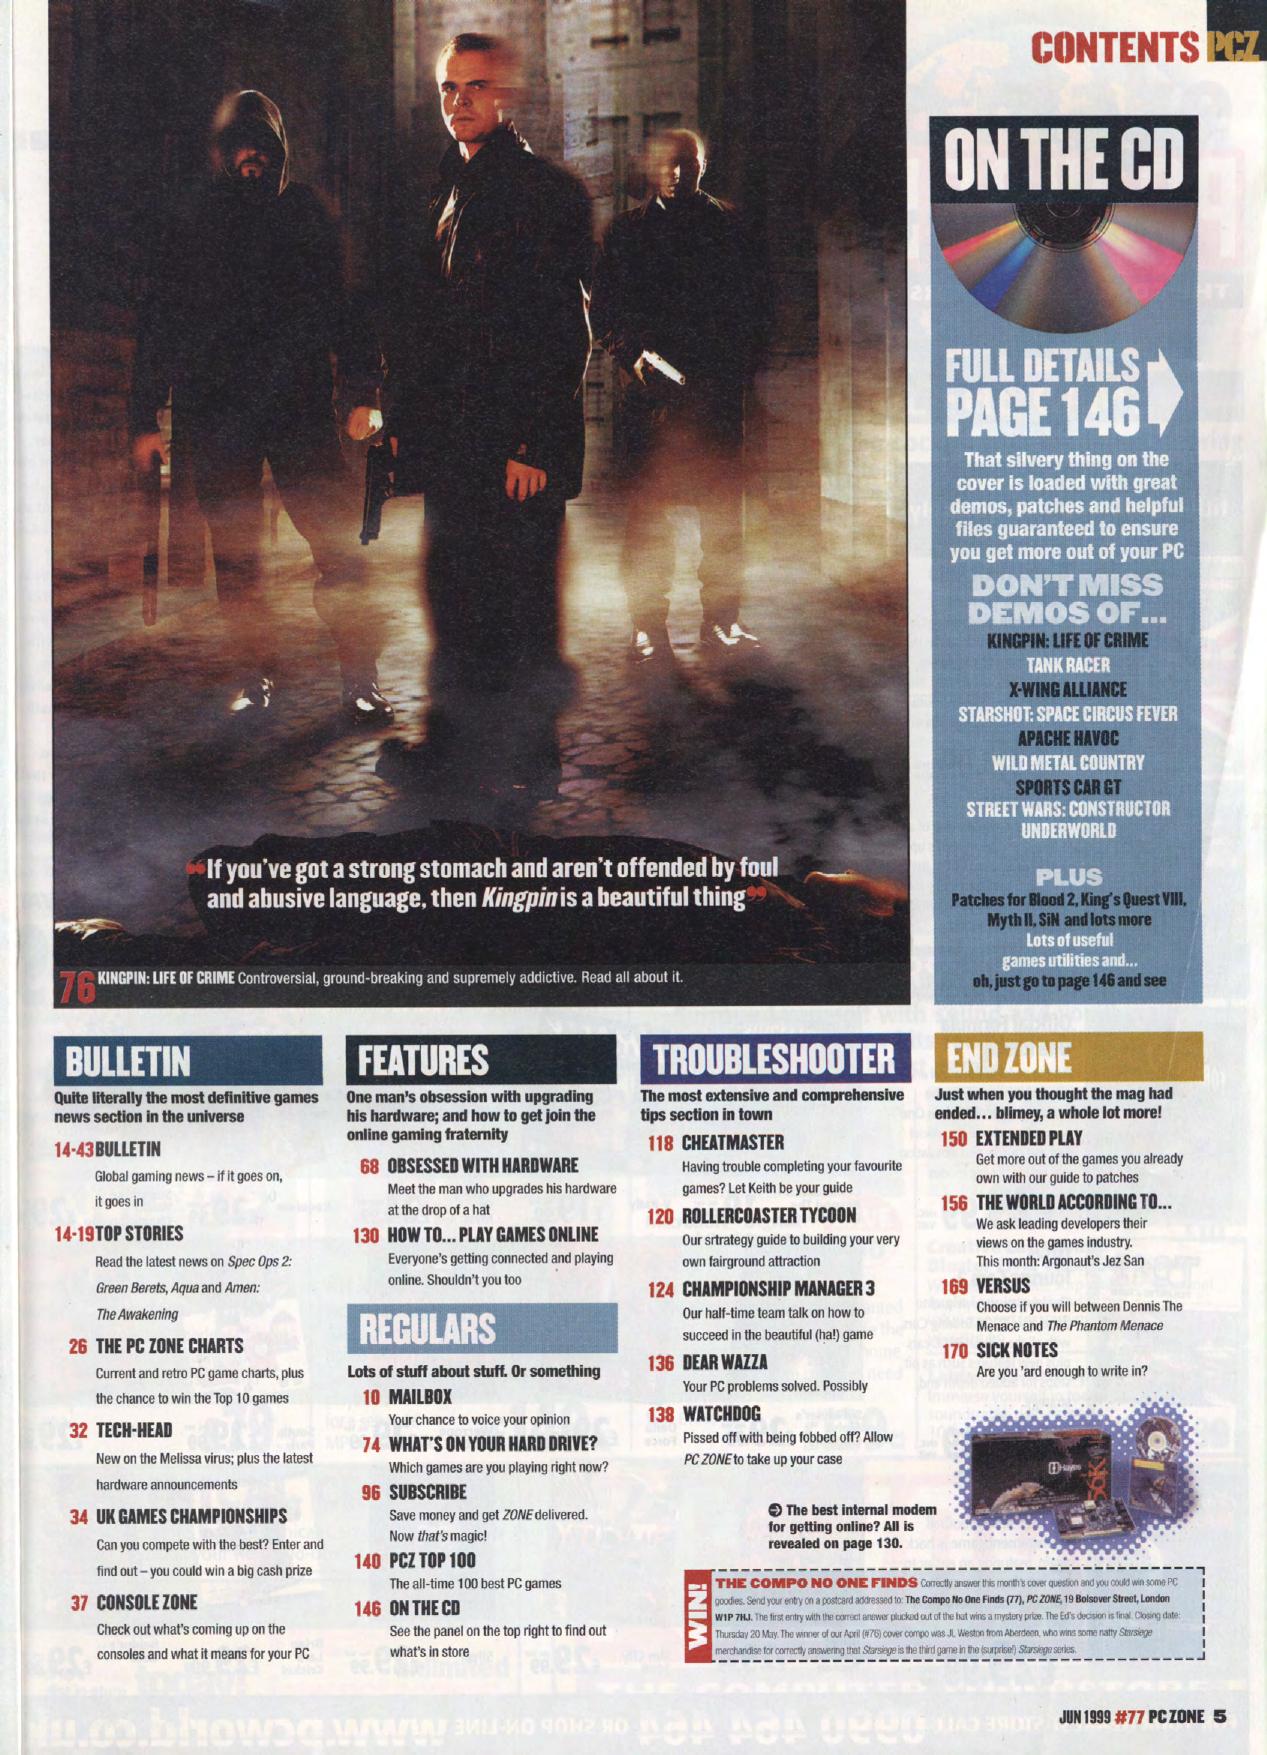 CONTENTS PCZ
ON THE CD
FULL DETAILS
PAGE 146
That silvery thing on the
cover is loaded with great
demos, patches and helpful
files guaranteed to ensure
you get more out of your PC
DON'T MISS
DEMOS OF...
KINGPIN: LIFE OF CRIME
TANK RACER
X-WING ALLIANCE
STARSHOT: SPACE CIRCUS FEVER
APACHE HAVOC
WILD METAL COUNTRY
SPORTS CAR GT
STREET WARS: CONSTRUCTOR
UNDERWORLD
PLUS
Patches for Blood 2, King's Quest VIII,
Myth II, SiN and lots more
Lots of useful
games utilities and...
oh, just go to page 146 and see
“If you've got a strong stomach and aren't offended by foul
and abusive language, then Kingpin is a beautiful thing”
76 KINGPIN: LIFE OF CRIME Controversial, ground-breaking and supremely addictive. Read all about it.
BULLETIN
Quite literally the most definitive games
news section in the universe
14-43 BULLETIN
Global gaming news – if it goes on,
it goes in
14-19 TOP STORIES
Read the latest news on Spec Ops 2:
Green Berets, Aqua and Amen:
The Awakening
26 THE PC ZONE CHARTS
Current and retro PC game charts, plus
the chance to win the Top 10 games
32 TECH-HEAD
New on the Melissa virus; plus the latest
hardware announcements
34 UK GAMES CHAMPIONSHIPS
Can you compete with the best? Enter and
find out – you could win a big cash prize
37 CONSOLE ZONE
Check out what's coming up on the
consoles and what it means for your PC
FEATURES
One man's obsession with upgrading
his hardware; and how to get join the
online gaming fraternity
68 OBSESSED WITH HARDWARE
Meet the man who upgrades his hardware
at the drop of a hat
130 HOW TO... PLAY GAMES ONLINE
Everyone's getting connected and playing
online. Shouldn't you too
REGULARS
Lots of stuff about stuff. Or something
10 MAILBOX
Your chance to voice your opinion
74 WHAT'S ON YOUR HARD DRIVE?
Which games are you playing right now?
96 SUBSCRIBE
Save money and get ZONE delivered.
Now that's magic!
140 PCZ TOP 100
The all-time 100 best PC games
146 ON THE CD
See the panel on the top right to find out
what's in store
TROUBLESHOOTER
The most extensive and comprehensive
tips section in town
118 CHEATMASTER
Having trouble completing your favourite
games? Let Keith be your guide
120 ROLLERCOASTER TYCOON
Our srtrategy guide to building your very
own fairground attraction
124 CHAMPIONSHIP MANAGER 3
Our half-time team talk on how to
succeed in the beautiful (ha!) game
136 DEAR WAZZA
Your PC problems solved. Possibly
138 WATCHDOG
Pissed off with being fobbed off? Allow
PC ZONE to take up your case
END ZONE
Just when you thought the mag had
ended... blimey, a whole lot more!
150 EXTENDED PLAY
Get more out of the games you already
own with our guide to patches
156 THE WORLD ACCORDING TO...
We ask leading developers their
views on the games industry.
This month: Argonaut's Jez San
169 VERSUS
Choose if you will between Dennis The
Menace and The Phantom Menace
170 SICK NOTES
Are you 'ard enough to write in?
Hayes
56K
The best internal modem
for getting online? All is
revealed on page 130.
WIN!
THE COMPO NO ONE FINDS Correctly answer this month's cover question and you could win some PC
goodies. Send your entry on a postcard addressed to: The Compo No One Finds (77), PC ZONE, 19 Bolsover Street, London
W1P 7HJ. The first entry with the correct answer plucked out of the hat wins a mystery prize. The Ed's decision is final. Closing date:
Thursday 20 May. The winner of our April (#76) cover compo was JL Weston from Aberdeen, who wins some natty Starsiege
merchandise for correctly answering that Starsiege is the third game in the (surprise!) Starsiege series.
JUN 1999 #77 PC ZONE 5